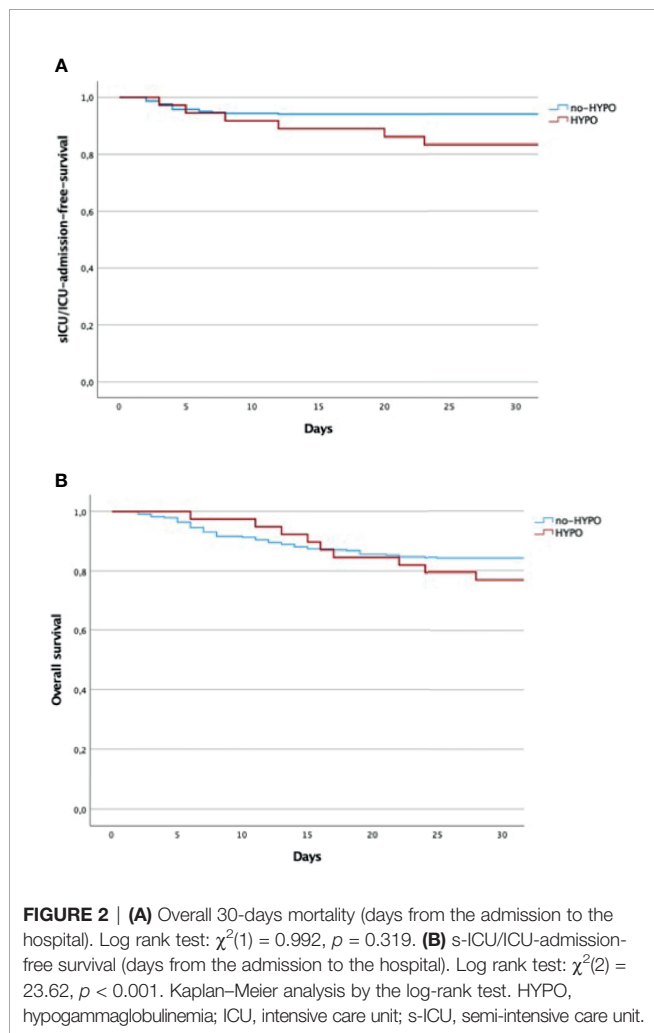 A
sICU/ICU-admission-free-survival
1,0
0,8
0,6
0,4
0,2
0,0
no-HYPO
HYPO
0 5 10 15 20 25 30
Days
B
Overall survival
1,0
0,8
0,6
0,4
0,2
0,0
no-HYPO
HYPO
0 5 10 15 20 25 30
Days
FIGURE 2 | (A) Overall 30-days mortality (days from the admission to the
hospital). Log rank test: χ²(1) = 0.992, p = 0.319. (B) s-ICU/ICU-admission-
free survival (days from the admission to the hospital). Log rank test: χ²(2) =
23.62, p < 0.001. Kaplan–Meier analysis by the log-rank test. HYPO,
hypogammaglobulinemia; ICU, intensive care unit; s-ICU, semi-intensive care unit.